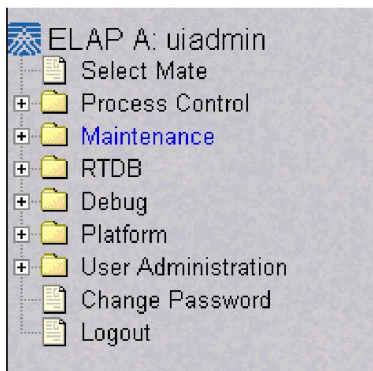 ELAP A: uiadmin
Select Mate
Process Control
Maintenance
RTDB
Debug
Platform
User Administration
Change Password
Logout